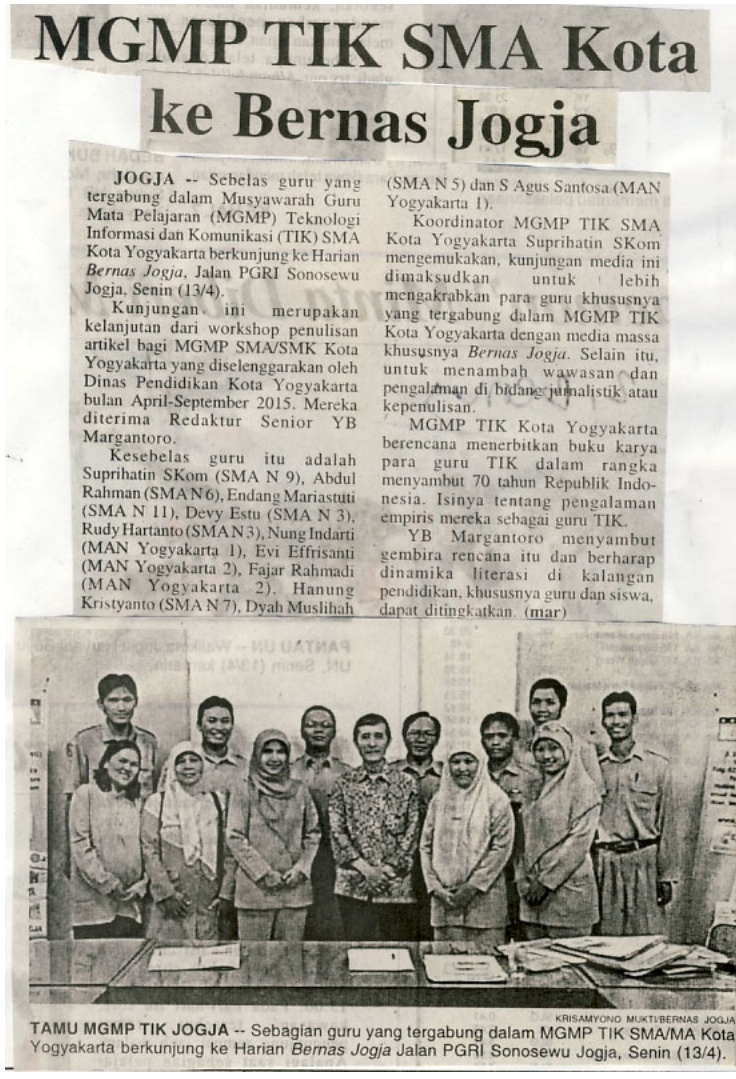 MGMP TIK SMA Kota
ke Bernas Jogja
JOGJA -- Sebelas guru yang
tergabung dalam Musyawarah Guru
Mata Pelajaran (MGMP) Teknologi
Informasi dan Komunikasi (TIK) SMA
Kota Yogyakarta berkunjung ke Harian
Bernas Jogja, Jalan PGRI Sonosewu
Jogja, Senin (13/4).
Kunjungan ini merupakan
kelanjutan dari workshop penulisan
artikel bagi MGMP SMA/SMK Kota
Yogyakarta yang diselenggarakan oleh
Dinas Pendidikan Kota Yogyakarta
bulan April-September 2015. Mereka
diterima Redaktur Senior YB
Margantoro.
Kesebelas guru itu adalah
Suprihatin SKom (SMA N 9), Abdul
Rahman (SMA N 6), Endang Mariastuti
(SMA N 11), Devy Estu (SMA N 3),
Rudy Hartanto (SMA N 3), Nung Indarti
(MAN Yogyakarta 1), Evi Effrisanti
(MAN Yogyakarta 2), Fajar Rahmadi
(MAN Yogyakarta 2). Hanung
Kristyanto (SMA N 7), Dyah Muslihah
(SMA N 5) dan S Agus Santosa (MAN
Yogyakarta 1).
Koordinator MGMP TIK SMA
Kota Yogyakarta Suprihatin SKom
mengemukakan, kunjungan media ini
dimaksudkan untuk lebih
mengakrabkan para guru khususnya
yang tergabung dalam MGMP TIK
Kota Yogyakarta dengan media massa
khususnya Bernas Jogja. Selain itu,
untuk menambah wawasan dan
pengalaman di bidang jurnalistik atau
kepenulisan.
MGMP TIK Kota Yogyakarta
berencana menerbitkan buku karya
para guru TIK dalam rangka
menyambut 70 tahun Republik Indo-
nesia. Isinya tentang pengalaman
empiris mereka sebagai guru TIK.
YB Margantoro menyambut
gembira rencana itu dan berharap
dinamika literasi di kalangan
pendidikan, khususnya guru dan siswa,
dapat ditingkatkan. (mar)
KRISAMYONO MUKTI/BERNAS JOGJA
TAMU MGMP TIK JOGJA -- Sebagian guru yang tergabung dalam MGMP TIK SMA/MA Kota
Yogyakarta berkunjung ke Harian Bernas Jogja Jalan PGRI Sonosewu Jogja, Senin (13/4).